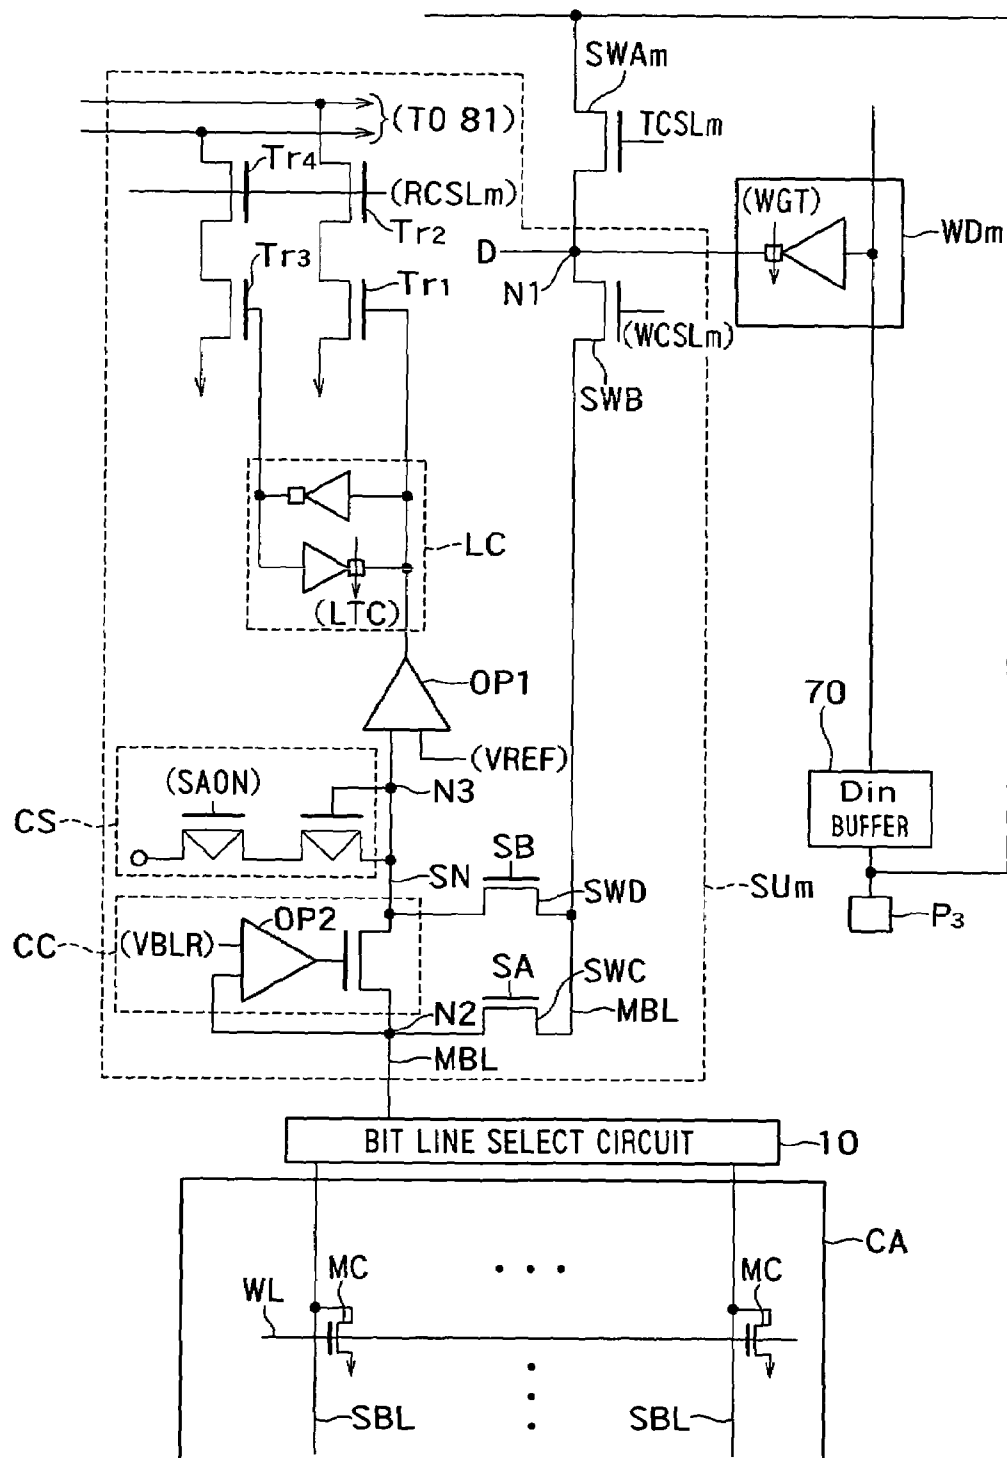 SWAm
(TO 81)
TCSLm
Tr4
(RCSLm)
(WGT)
WDm
Tr2
Tr3
D
N1
Tr1
(WCSLm)
SWB
LC
(LTC)
OP1
70
(VREF)
(SAON)
N3
Din
BUFFER
CS
SB
SN
SWD
SUm
OP2
P3
CC
(VBLR)
SA
SWC
N2
MBL
MBL
BIT LINE SELECT CIRCUIT
10
CA
MC
MC
WL
SBL
SBL